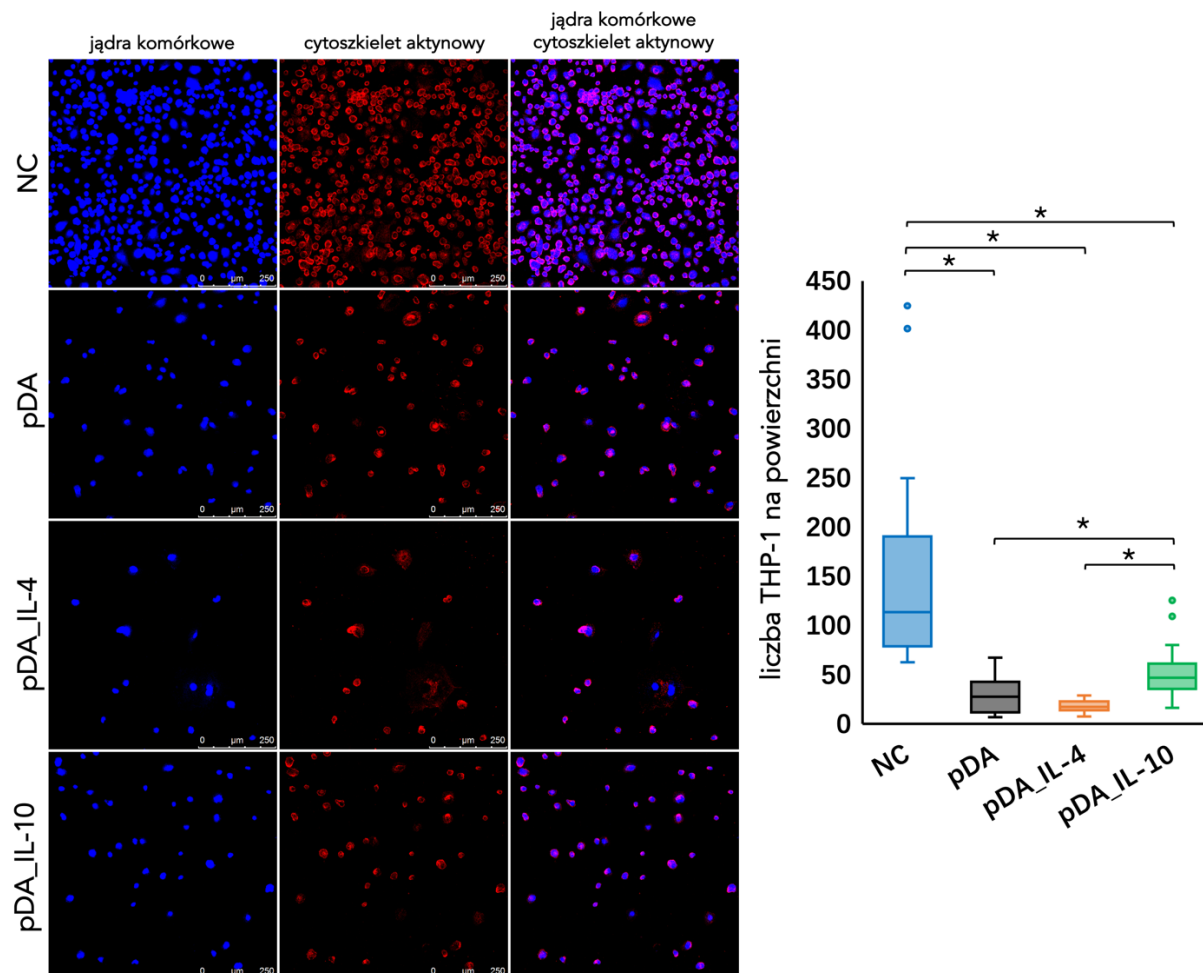 jądra komórkowe
cytoszkielet aktynowy
jądra komórkowe
cytoszkielet aktynowy
NC
0 µm 250
0 µm 250
0 µm 250
pDA
0 µm 250
0 µm 250
0 µm 250
pDA_IL-4
0 µm 250
0 µm 250
0 µm 250
pDA_IL-10
0 µm 250
0 µm 250
0 µm 250
*
*
*
liczba THP-1 na powierzchni
450
400
350
300
250
200
150
100
50
0
*
*
NC
pDA
pDA_IL-4
pDA_IL-10